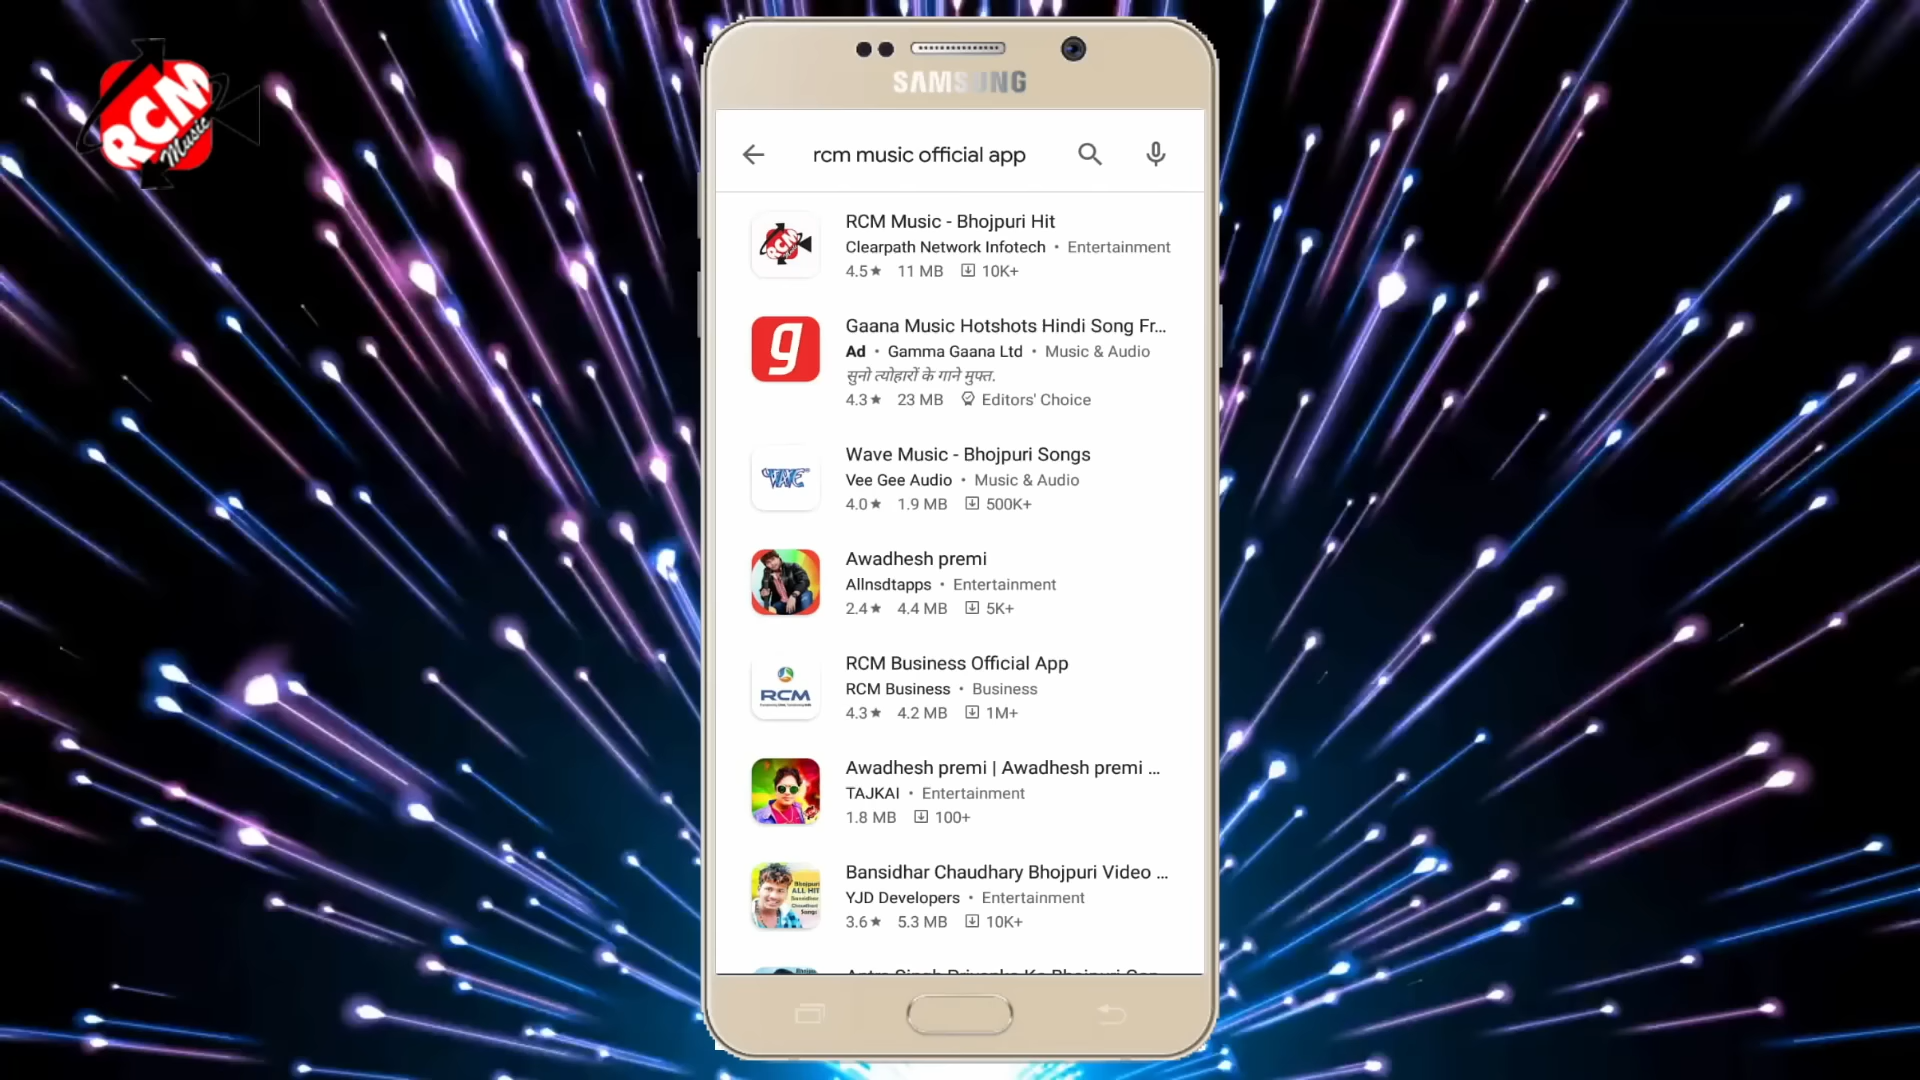 RCM
Music
SAMSUNG
rcm music official app
RCM Music - Bhojpuri Hit
Clearpath Network Infotech • Entertainment
4.5★ 11 MB 10K+
Gaana Music Hotshots Hindi Song Fr...
Ad • Gamma Gaana Ltd • Music & Audio
सुनो त्योहारों के गाने मुफ्त.
4.3★ 23 MB Editors' Choice
Wave Music - Bhojpuri Songs
Vee Gee Audio • Music & Audio
4.0★ 1.9 MB 500K+
Awadhesh premi
Allnsdtapps • Entertainment
2.4★ 4.4 MB 5K+
RCM
RCM Business Official App
RCM Business • Business
4.3★ 4.2 MB 1M+
Awadhesh premi | Awadhesh premi ...
TAJKAI • Entertainment
1.8 MB 100+
Bhojpuri
ALL HIT
Songs
Bansidhar Chaudhary Bhojpuri Video ...
YJD Developers • Entertainment
3.6★ 5.3 MB 10K+